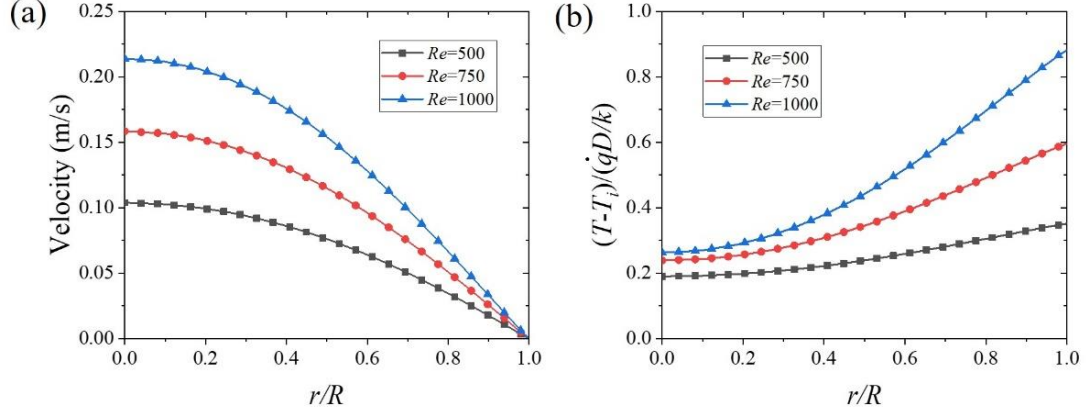 (a)
Velocity (m/s)
0.25
0.20
0.15
0.10
0.05
0.00
Re=500
Re=750
Re=1000
0.0 0.2 0.4 0.6 0.8 1.0
r/R
(b)
(T-Tᵢ)/(q̇D/k)
1.0
0.8
0.6
0.4
0.2
0.0
Re=500
Re=750
Re=1000
0.0 0.2 0.4 0.6 0.8 1.0
r/R